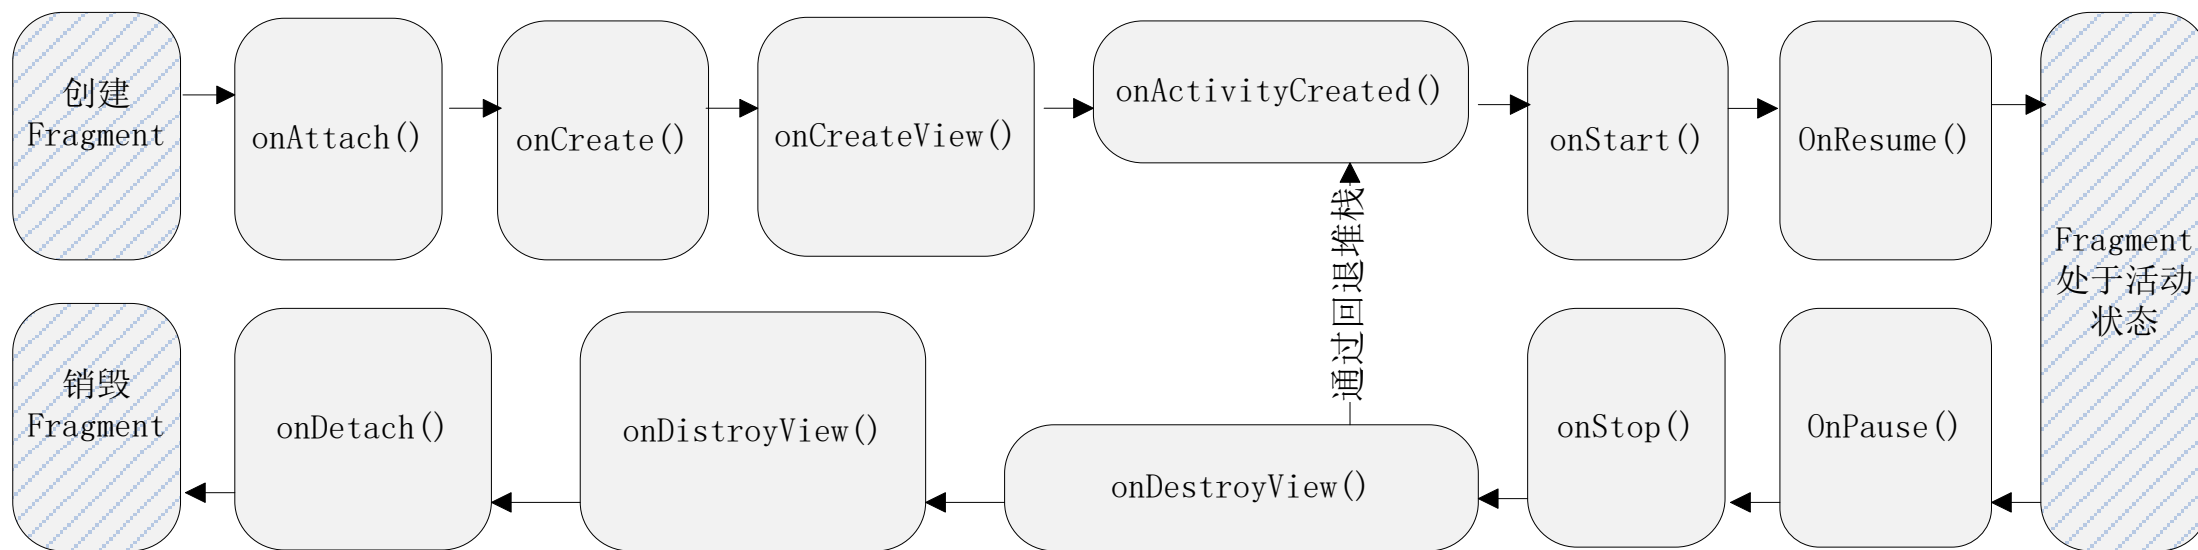 创建
Fragment
onAttach()
onCreate()
onCreateView()
onActivityCreated()
onStart()
OnResume()
Fragment
处于活动
状态
通过回退堆栈
销毁
Fragment
onDetach()
onDistroyView()
onDestroyView()
onStop()
OnPause()